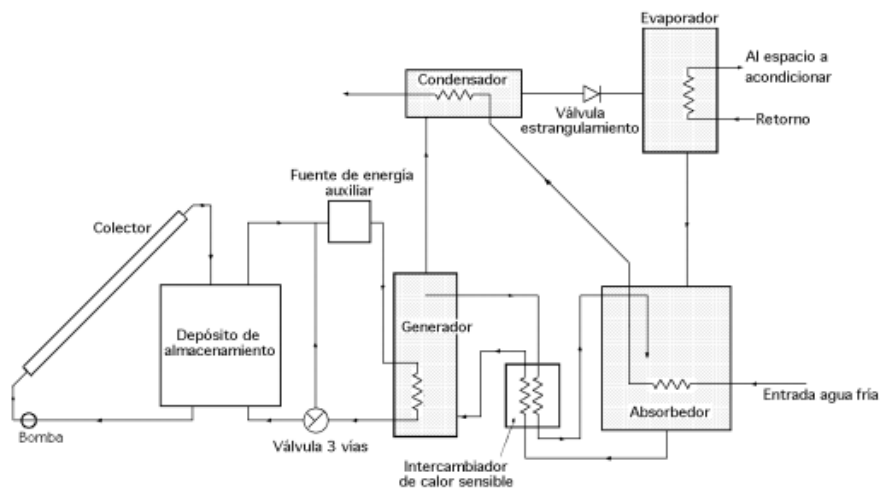 Evaporador
Al espacio a
acondicionar
Condensador
Válvula
estrangulamiento
Retorno
Fuente de energía
auxiliar
Colector
Depósito de
almacenamiento
Generador
Entrada agua fría
Absorbedor
Bomba
Válvula 3 vías
Intercambiador
de calor sensible